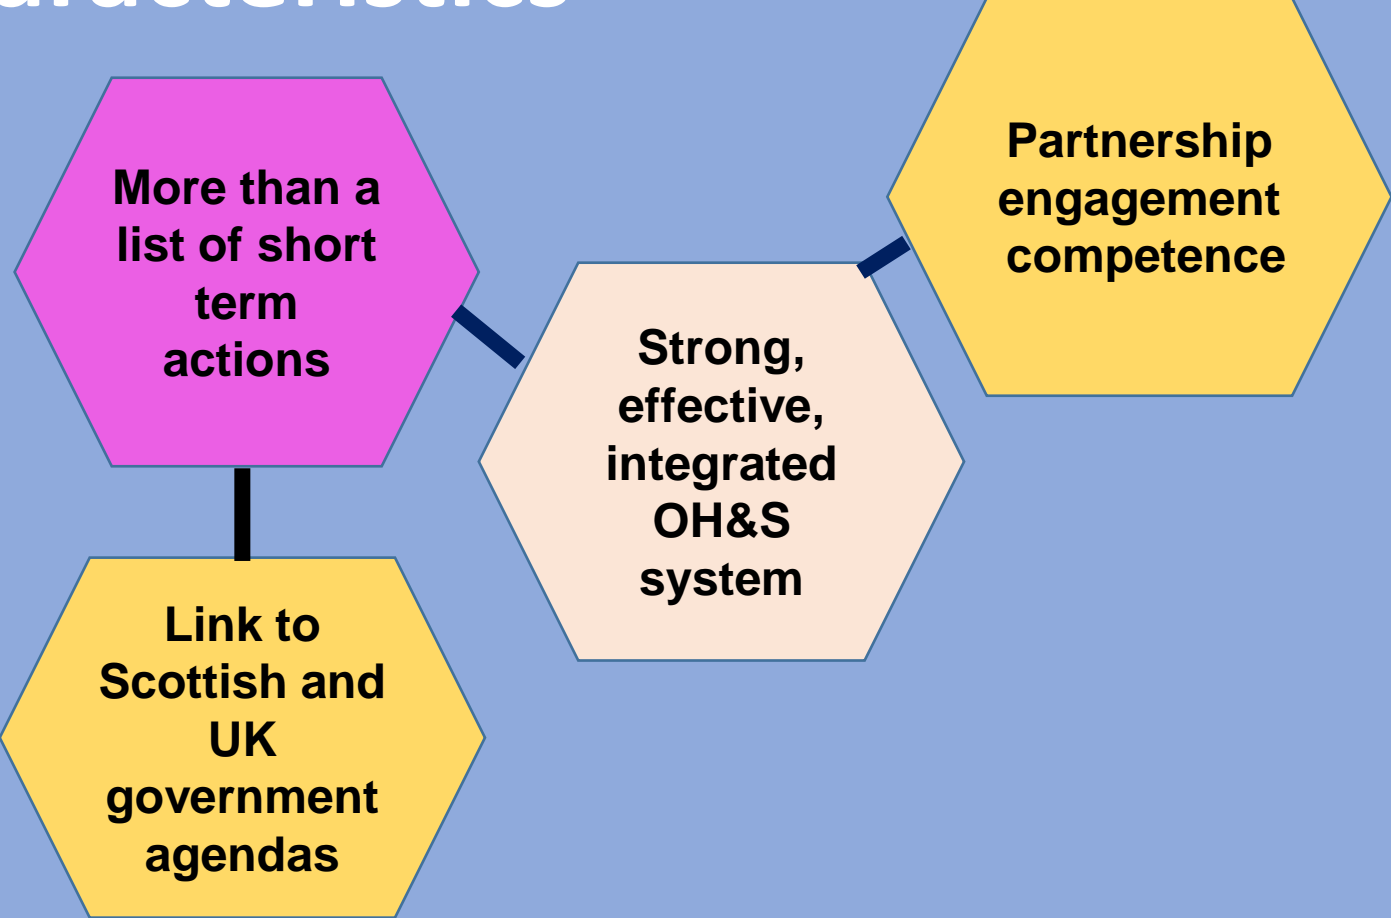 More than a
list of short
term
actions
Partnership
engagement
competence
Strong,
effective,
integrated
OH&S
system
Link to
Scottish and
UK
government
agendas